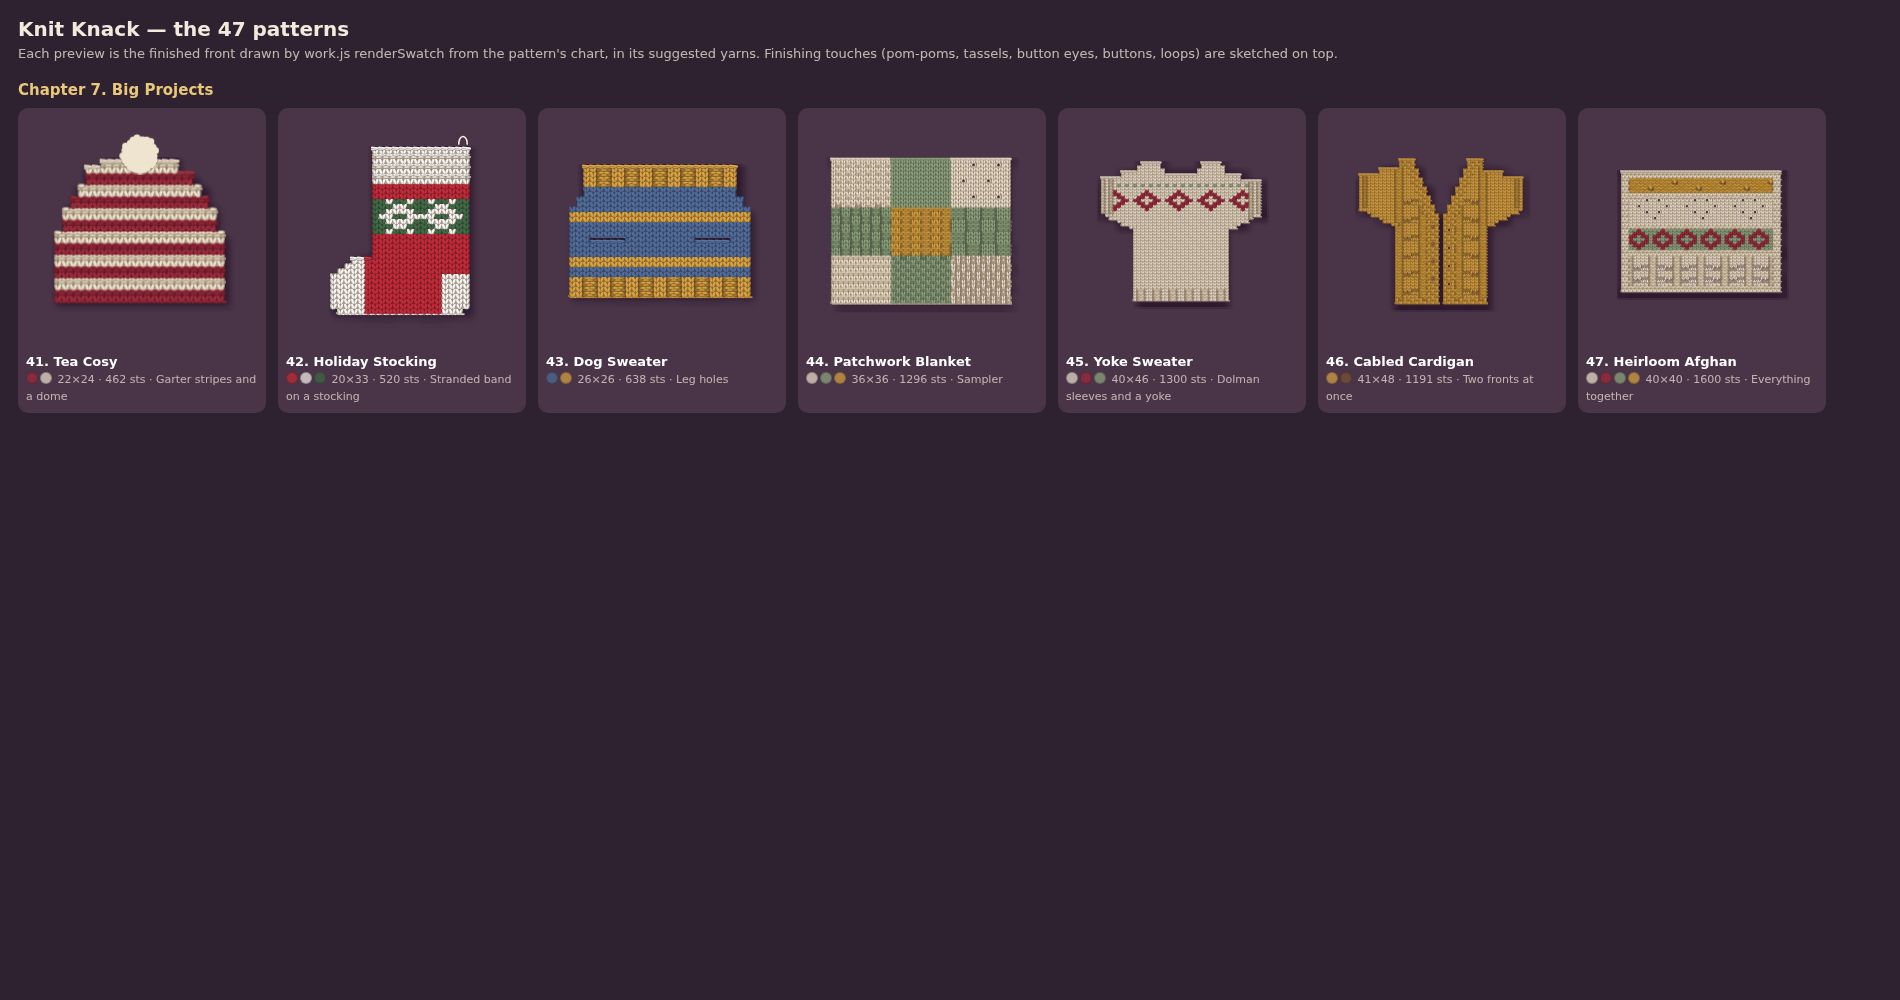 Knit Knack — the 47 patterns
Each preview is the finished front drawn by work.js renderSwatch from the pattern's chart, in its suggested yarns. Finishing touches (pom-poms, tassels, button eyes, buttons, loops) are sketched on top.
Chapter 7. Big Projects
41. Tea Cosy
22×24 · 462 sts · Garter stripes and
a dome
42. Holiday Stocking
20×33 · 520 sts · Stranded band
on a stocking
43. Dog Sweater
26×26 · 638 sts · Leg holes
44. Patchwork Blanket
36×36 · 1296 sts · Sampler
45. Yoke Sweater
40×46 · 1300 sts · Dolman
sleeves and a yoke
46. Cabled Cardigan
41×48 · 1191 sts · Two fronts at
once
47. Heirloom Afghan
40×40 · 1600 sts · Everything
together